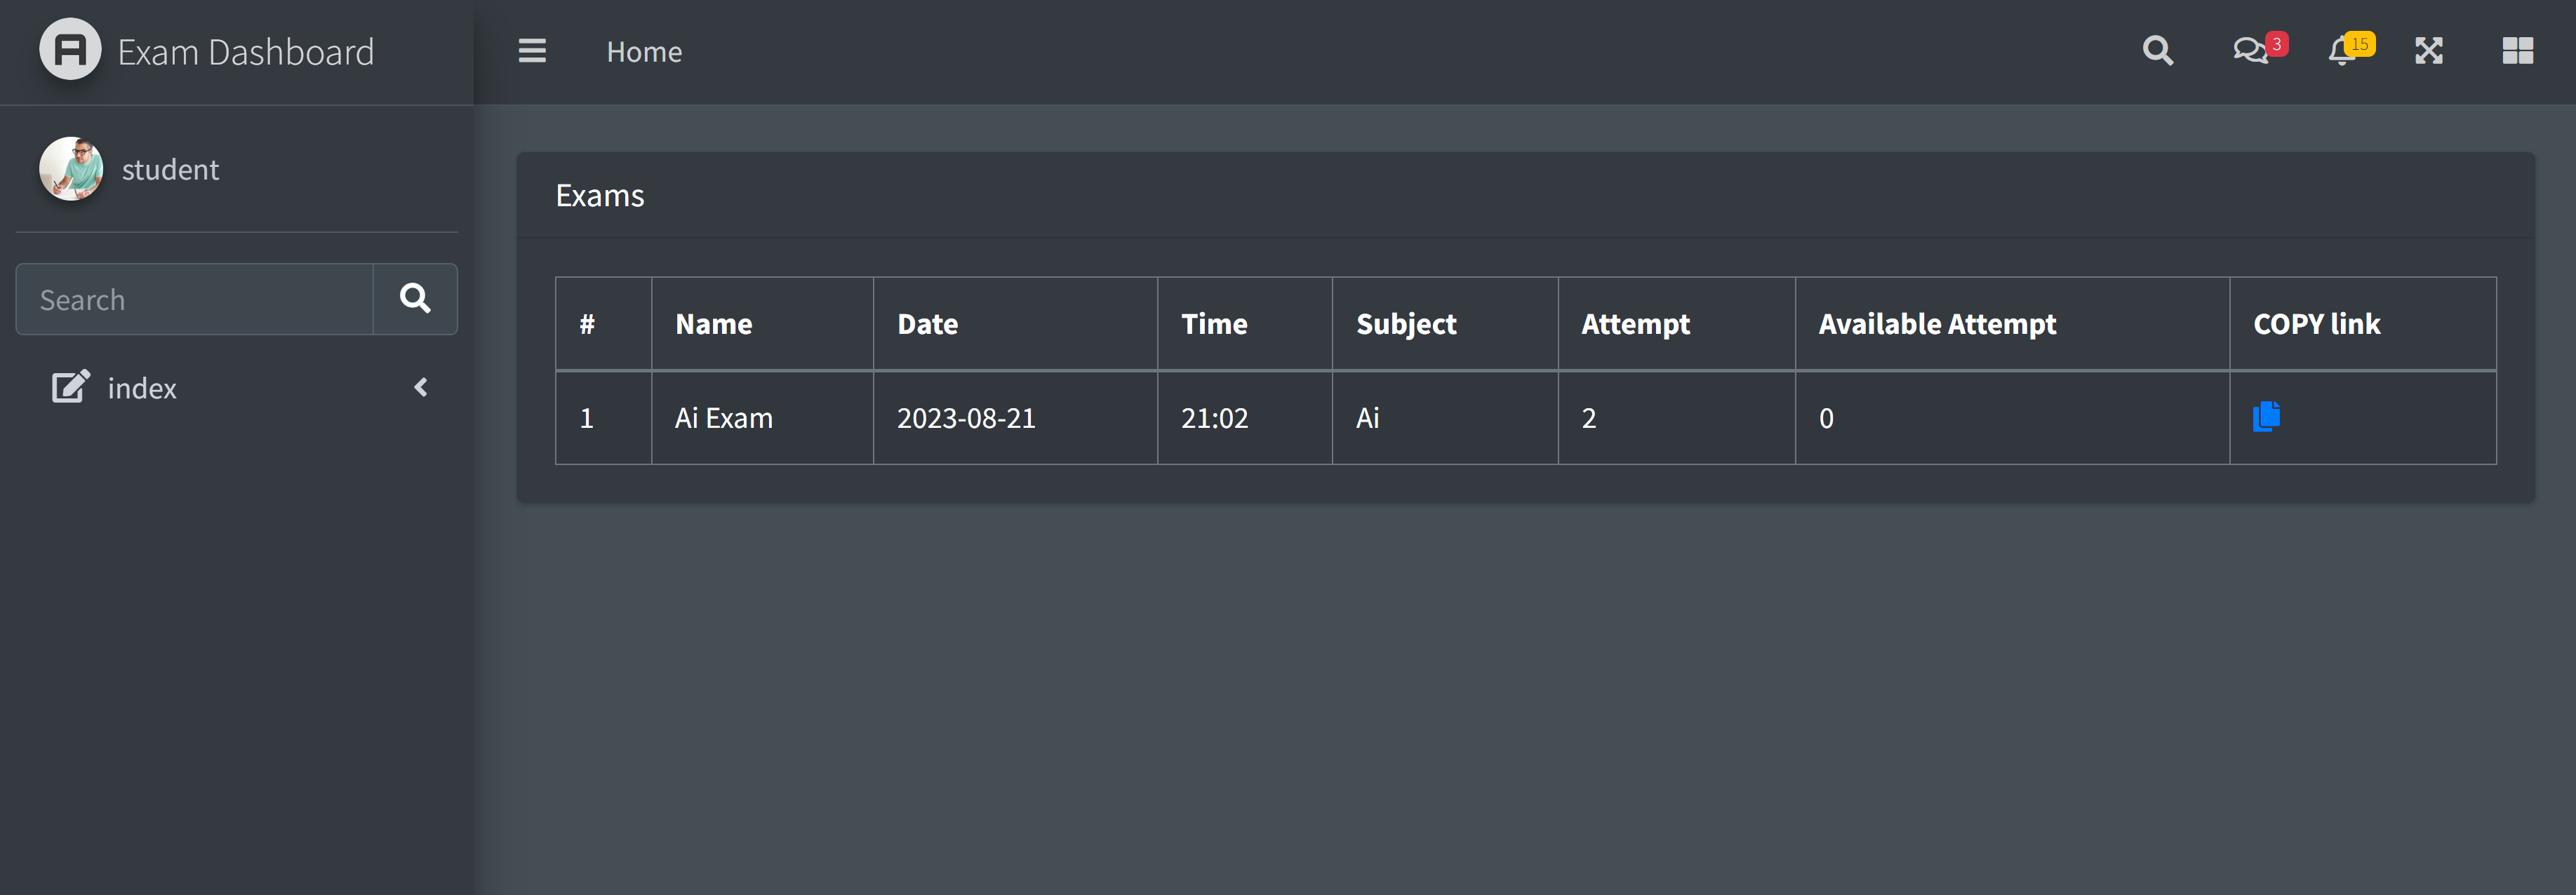 Exam Dashboard
Home
3
15
student
Search
index
Exams
# Name Date Time Subject Attempt Available Attempt COPY link
1 Ai Exam 2023-08-21 21:02 Ai 2 0